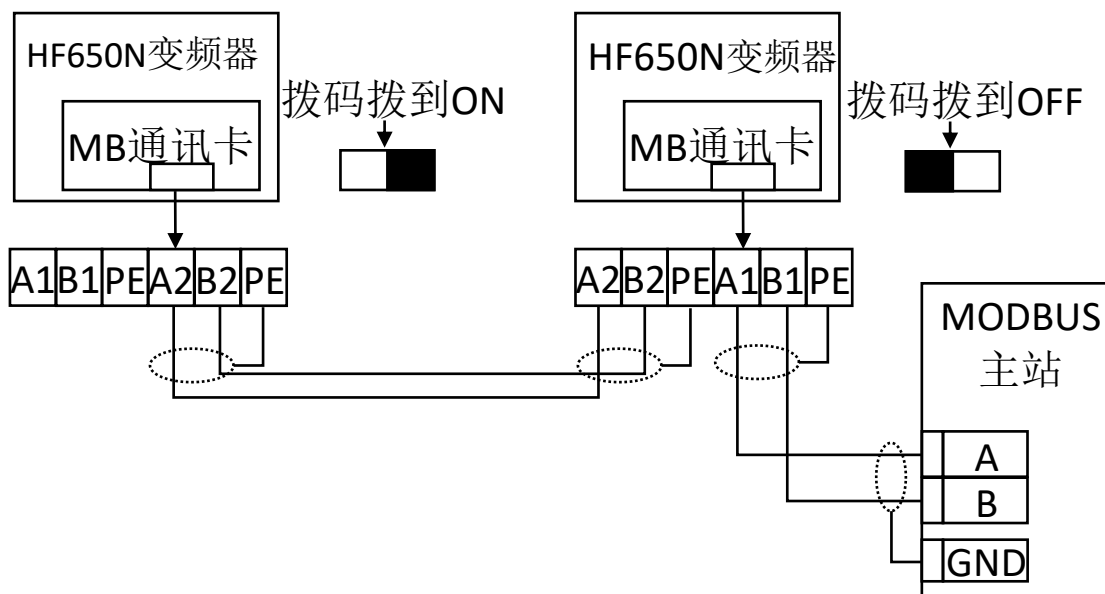 HF650N变频器
MB通讯卡
拨码拨到ON
HF650N变频器
MB通讯卡
拨码拨到OFF
A1 B1 PE A2 B2 PE
A2 B2 PE A1 B1 PE
MODBUS
主站
A
B
GND